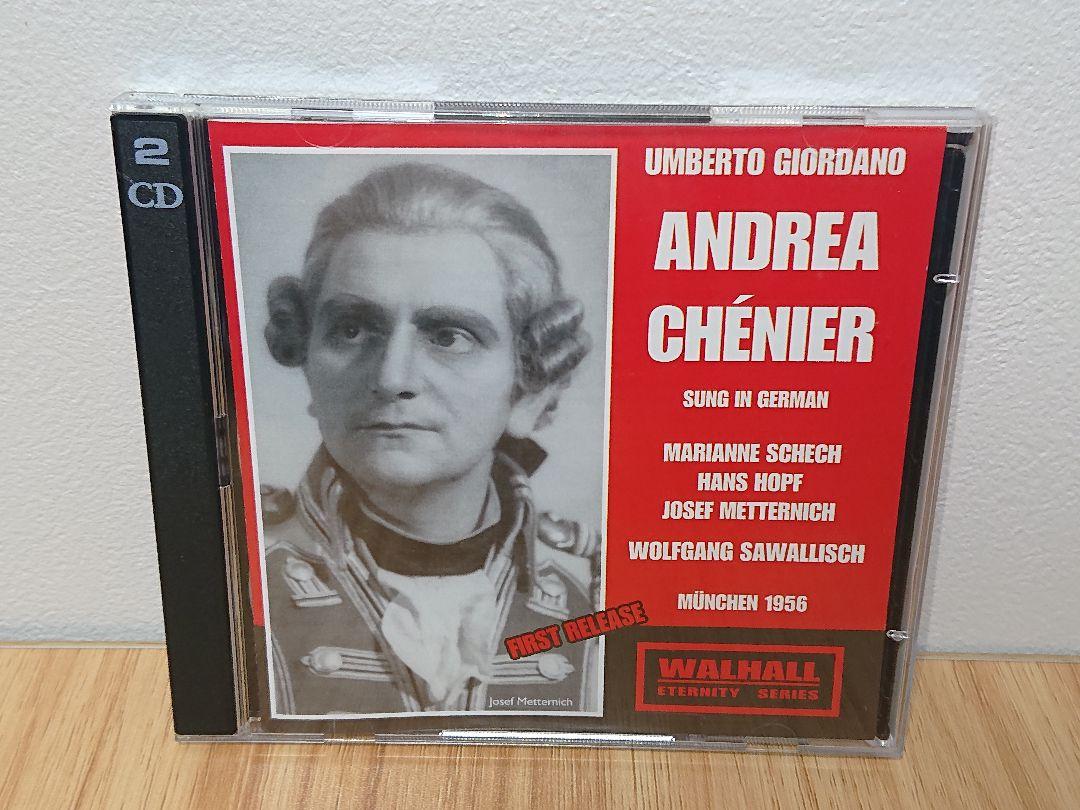 2
CD
UMBERTO GIORDANO
ANDREA
CHÉNIER
SUNG IN GERMAN
MARIANNE SCHECH
HANS HOPF
JOSEF METTERNICH
WOLFGANG SAWALLISCH
MÜNCHEN 1956
FIRST RELEASE
WALHALL
ETERNITY SERIES
Josef Metternich